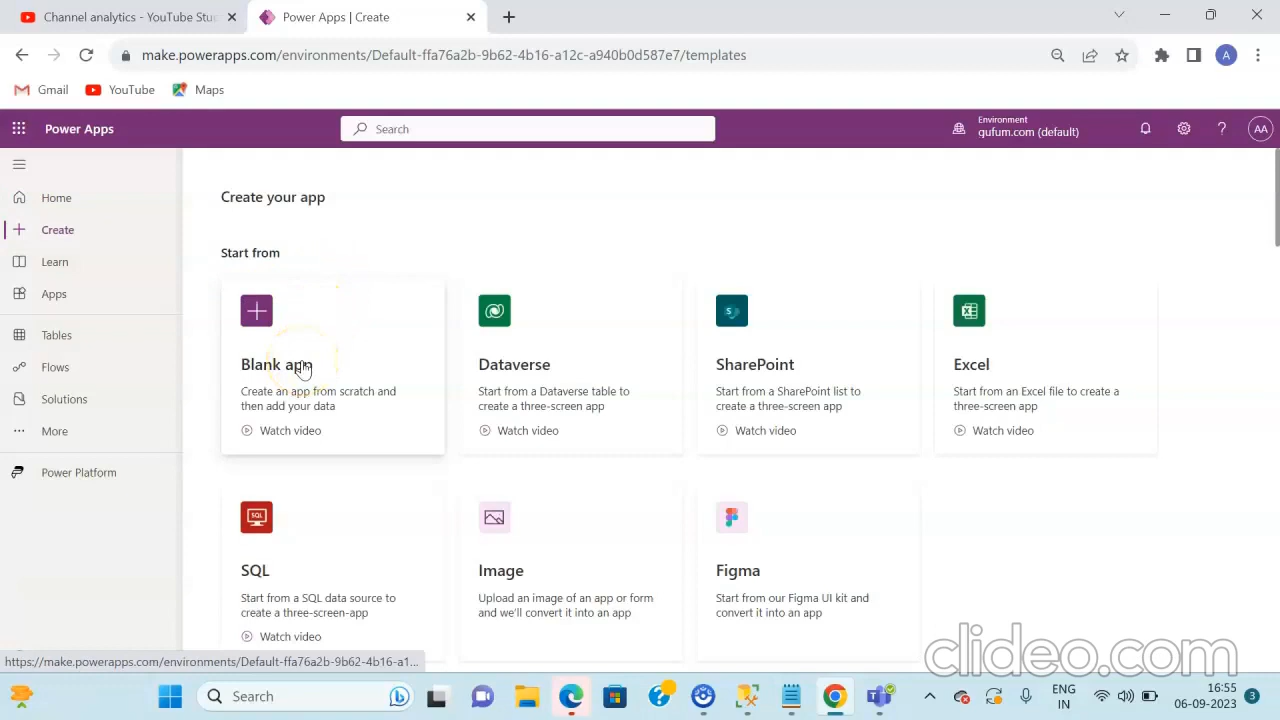 Channel analytics - YouTube Stu
Power Apps | Create
make.powerapps.com/environments/Default-ffa76a2b-9b62-4b16-a12c-a940b0d587e7/templates
A
Gmail
YouTube
Maps
Power Apps
Search
Environment
qufum.com (default)
AA
Home
Create
Learn
Apps
Tables
Flows
Solutions
More
Power Platform
Create your app
Start from
Blank app
Create an app from scratch and
then add your data
Watch video
Dataverse
Start from a Dataverse table to
create a three-screen app
Watch video
S
SharePoint
Start from a SharePoint list to
create a three-screen app
Watch video
Excel
Start from an Excel file to create a
three-screen app
Watch video
SQL
SQL
Start from a SQL data source to
create a three-screen-app
Watch video
Image
Upload an image of an app or form
and we'll convert it into an app
Figma
Start from our Figma UI kit and
convert it into an app
https://make.powerapps.com/environments/Default-ffa76a2b-9b62-4b16-a1...
clideo.com
Search
ENG
IN
16:55
06-09-2023
3